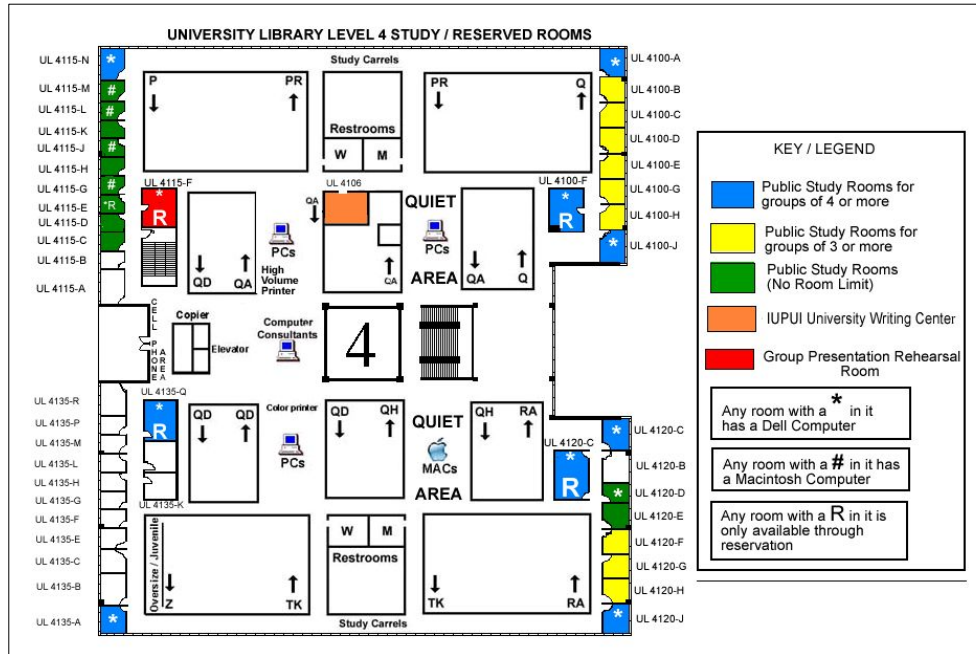 UNIVERSITY LIBRARY LEVEL 4 STUDY / RESERVED ROOMS
UL 4115-N
UL 4115-M
UL 4115-L
UL 4115-K
UL 4115-J
UL 4115-H
UL 4115-G
UL 4115-E
UL 4115-D
UL 4115-C
UL 4115-B
UL 4115-A
*
#
#
#
#
*R
Study Carrels
P
PR
PR
Q
Restrooms
W
M
UL 4115-F
*
R
UL 4106
QA
QUIET
PCs
AREA
QA
UL 4100-F
*
R
QD
QA
PCs
High
Volume
Printer
QA
Q
UL 4100-A
UL 4100-B
UL 4100-C
UL 4100-D
UL 4100-E
UL 4100-G
UL 4100-H
UL 4100-J
*
*
CELL PHONE
AREA
Copier
Elevator
Computer
Consultants
4
UL 4135-R
UL 4135-P
UL 4135-M
UL 4135-L
UL 4135-H
UL 4135-G
UL 4135-F
UL 4135-E
UL 4135-C
UL 4135-B
UL 4135-A
*
UL 4135-Q
*
R
UL 4135-K
QD
QD
Color printer
PCs
QD
QH
QUIET
MACs
AREA
QH
RA
UL 4120-C
*
R
UL 4120-C
UL 4120-B
UL 4120-D
UL 4120-E
UL 4120-F
UL 4120-G
UL 4120-H
UL 4120-J
*
*
*
Oversize / Juvenile
Z
TK
W
M
Restrooms
TK
RA
Study Carrels
KEY / LEGEND
Public Study Rooms for
groups of 4 or more
Public Study Rooms for
groups of 3 or more
Public Study Rooms
(No Room Limit)
IUPUI University Writing Center
Group Presentation Rehearsal
Room
Any room with a * in it
has a Dell Computer
Any room with a # in it has
a Macintosh Computer
Any room with a R in it is
only available through
reservation